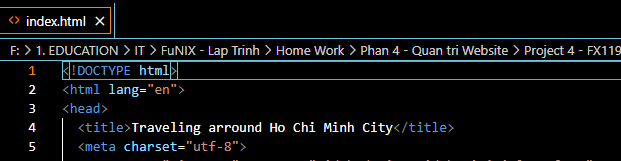 <> index.html ×
F: > 1. EDUCATION > IT > FuNIX - Lap Trinh > Home Work > Phan 4 - Quan tri Website > Project 4 - FX119
1 <!DOCTYPE html>
2 <html lang="en">
3 <head>
4 <title>Traveling arround Ho Chi Minh City</title>
5 <meta charset="utf-8">